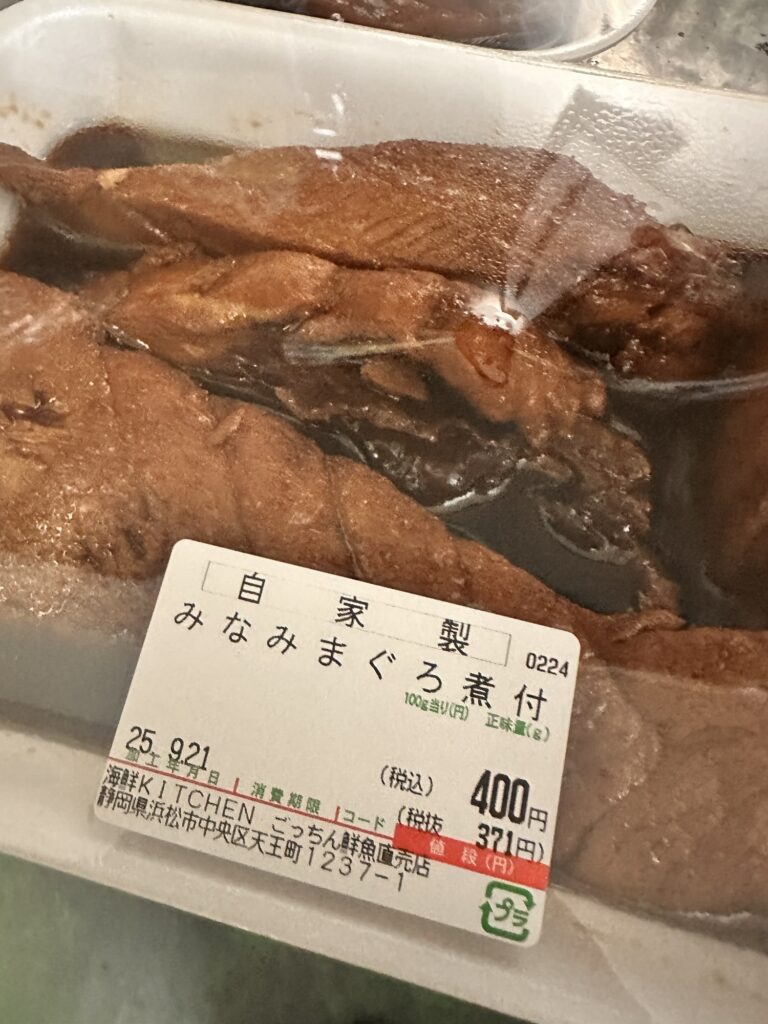 自家製
みなみまぐろ煮付
0224
100g当り(円) 正味量(g)
25. 9.21
加工年月日 消費期限 コード
(税込) 400円
(税抜 371円)
値段(円)
海鮮KITCHEN ごっちん鮮魚直売店
静岡県浜松市中央区天王町1237-1
プラ